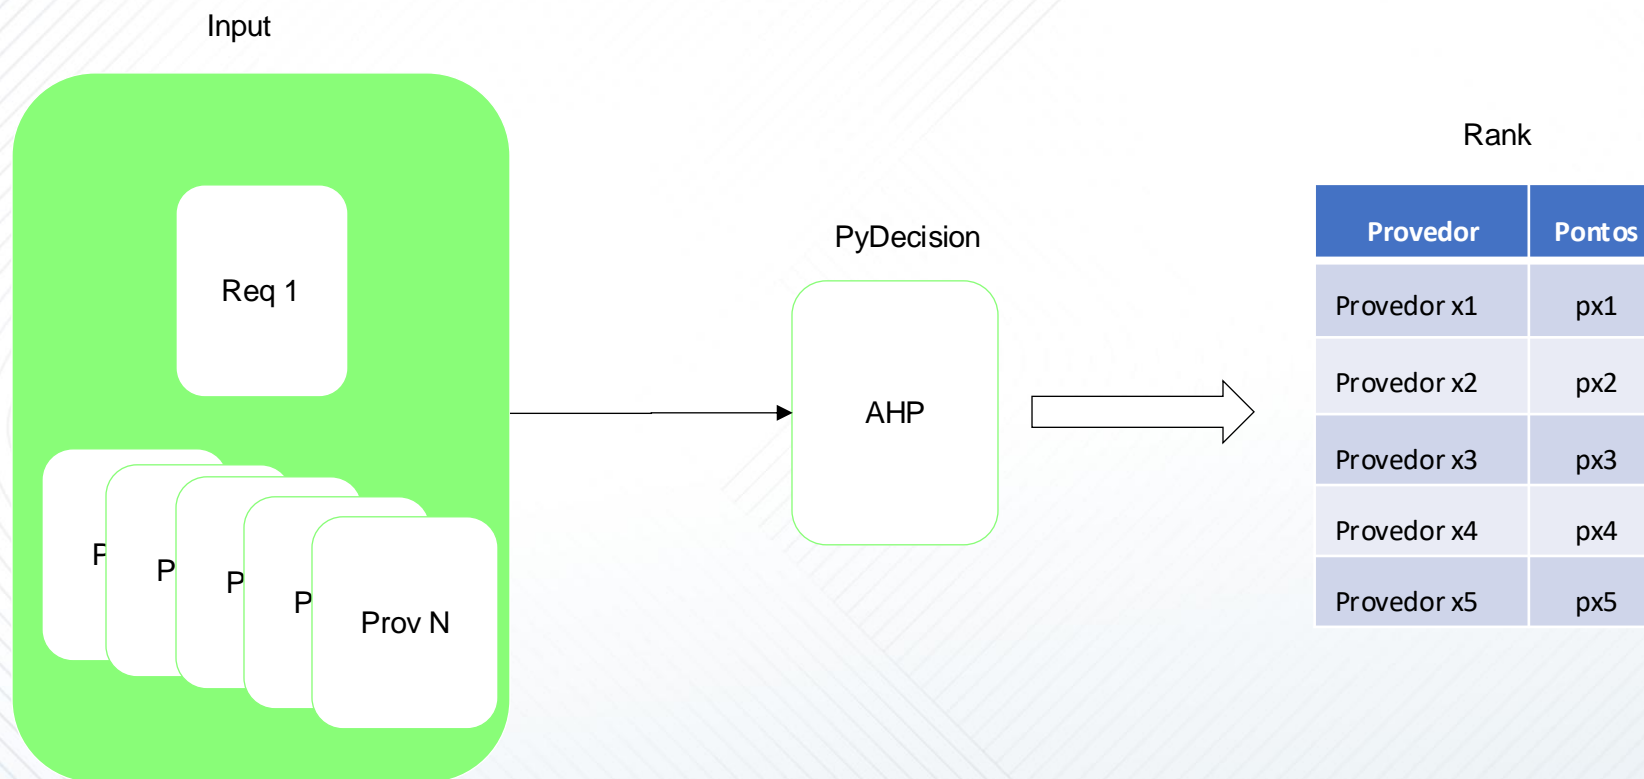 Input
Req 1
P
P
P
P
Prov N
PyDecision
AHP
Rank
Provedor Pontos
Provedor x1 px1
Provedor x2 px2
Provedor x3 px3
Provedor x4 px4
Provedor x5 px5